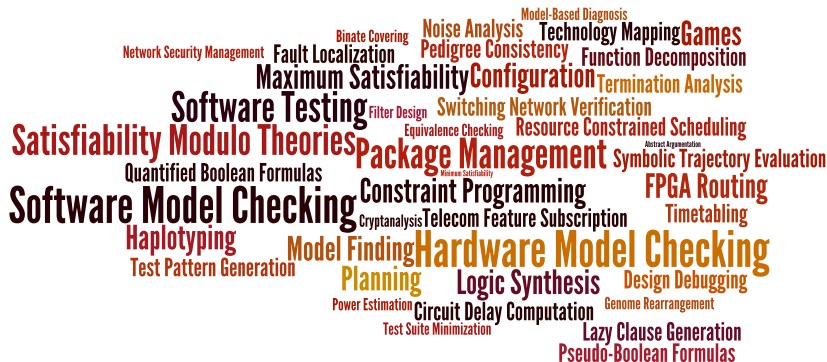 Model-Based Diagnosis
Noise Analysis
Technology Mapping
Games
Binate Covering
Network Security Management
Fault Localization
Pedigree Consistency
Function Decomposition
Maximum Satisfiability
Configuration
Termination Analysis
Software Testing
Filter Design
Switching Network Verification
Equivalence Checking
Resource Constrained Scheduling
Satisfiability Modulo Theories
Package Management
Abstract Argumentation
Symbolic Trajectory Evaluation
Quantified Boolean Formulas
Minimum Satisfiability
FPGA Routing
Software Model Checking
Constraint Programming
Cryptanalysis
Telecom Feature Subscription
Timetabling
Haplotyping
Model Finding
Hardware Model Checking
Test Pattern Generation
Planning
Logic Synthesis
Design Debugging
Power Estimation
Circuit Delay Computation
Genome Rearrangement
Test Suite Minimization
Lazy Clause Generation
Pseudo-Boolean Formulas